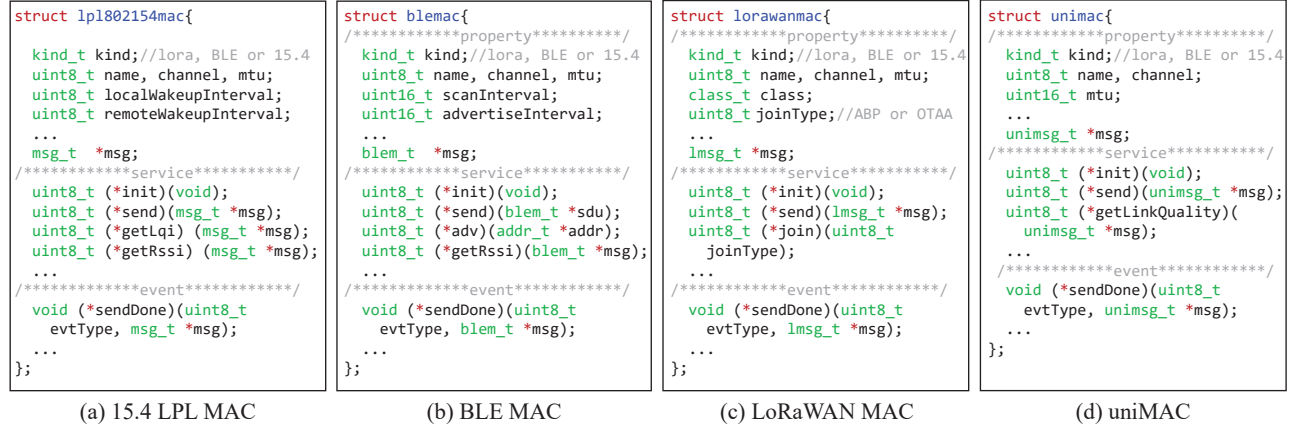 struct lpl802154mac{
kind_t kind;//lora, BLE or 15.4
uint8_t name, channel, mtu;
uint8_t localWakeupInterval;
uint8_t remoteWakeupInterval;
...
msg_t *msg;
/************service***********/
uint8_t (*init)(void);
uint8_t (*send)(msg_t *msg);
uint8_t (*getLqi) (msg_t *msg);
uint8_t (*getRssi) (msg_t *msg);
...
/************event************/
void (*sendDone)(uint8_t
evtType, msg_t *msg);
...
};
(a) 15.4 LPL MAC
struct blemac{
/************property**********/
kind_t kind;//lora, BLE or 15.4
uint8_t name, channel, mtu;
uint16_t scanInterval;
uint16_t advertiseInterval;
...
blem_t *msg;
/************service***********/
uint8_t (*init)(void);
uint8_t (*send)(blem_t *sdu);
uint8_t (*adv)(addr_t *addr);
uint8_t (*getRssi)(blem_t *msg);
...
/************event************/
void (*sendDone)(uint8_t
evtType, blem_t *msg);
...
};
(b) BLE MAC
struct lorawanmac{
/************property**********/
kind_t kind;//lora, BLE or 15.4
uint8_t name, channel, mtu;
class_t class;
uint8_t joinType;//ABP or OTAA
...
lmsg_t *msg;
/************service***********/
uint8_t (*init)(void);
uint8_t (*send)(lmsg_t *msg);
uint8_t (*join)(uint8_t
joinType);
...
/************event************/
void (*sendDone)(uint8_t
evtType, lmsg_t *msg);
...
};
(c) LoRaWAN MAC
struct unimac{
/************property**********/
kind_t kind;//lora, BLE or 15.4
uint8_t name, channel;
uint16_t mtu;
...
unimsg_t *msg;
/************service***********/
uint8_t (*init)(void);
uint8_t (*send)(unimsg_t *msg);
uint8_t (*getLinkQuality)(
unimsg_t *msg);
...
/************event************/
void (*sendDone)(uint8_t
evtType, unimsg_t *msg);
...
};
(d) uniMAC